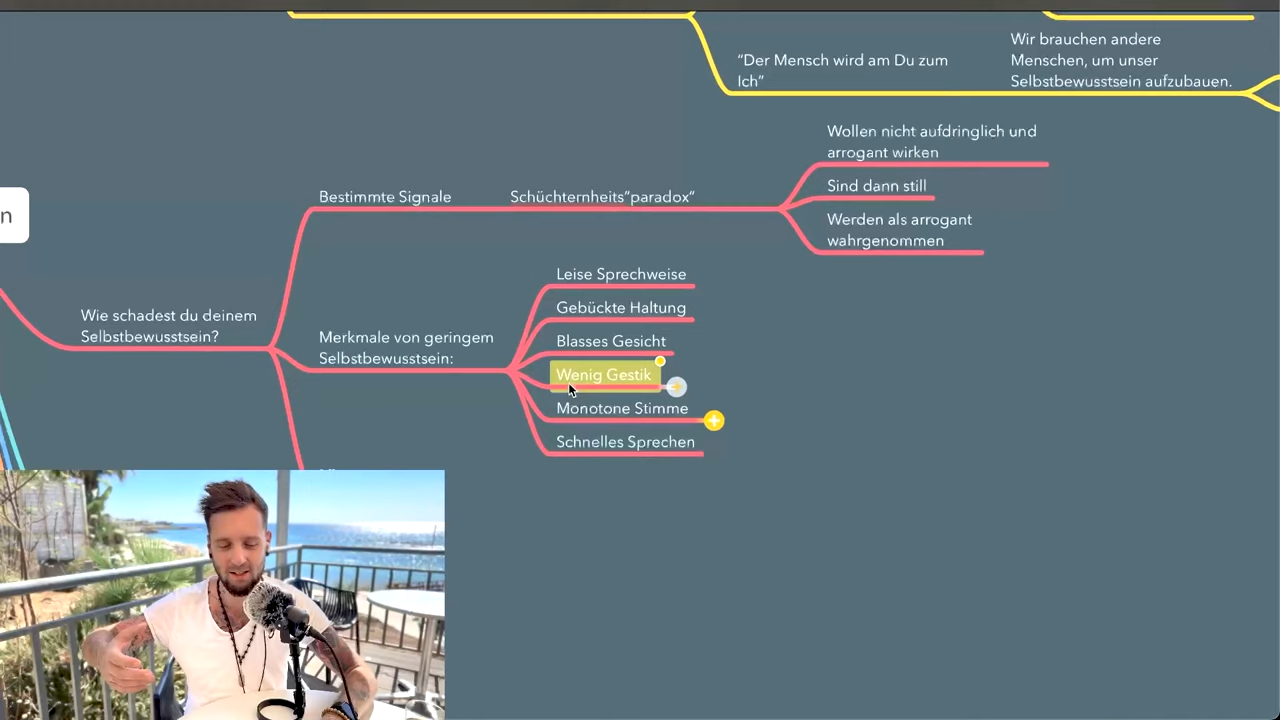 Wir brauchen andere
Menschen, um unser
Selbstbewusstsein aufzubauen.
“Der Mensch wird am Du zum
Ich“
Wollen nicht aufdringlich und
arrogant wirken
Sind dann still
Werden als arrogant
wahrgenommen
Bestimmte Signale
Schüchternheits“paradox“
n
Wie schadest du deinem
Selbstbewusstsein?
Merkmale von geringem
Selbstbewusstsein:
Leise Sprechweise
Gebückte Haltung
Blasses Gesicht
Wenig Gestik
Monotone Stimme
Schnelles Sprechen